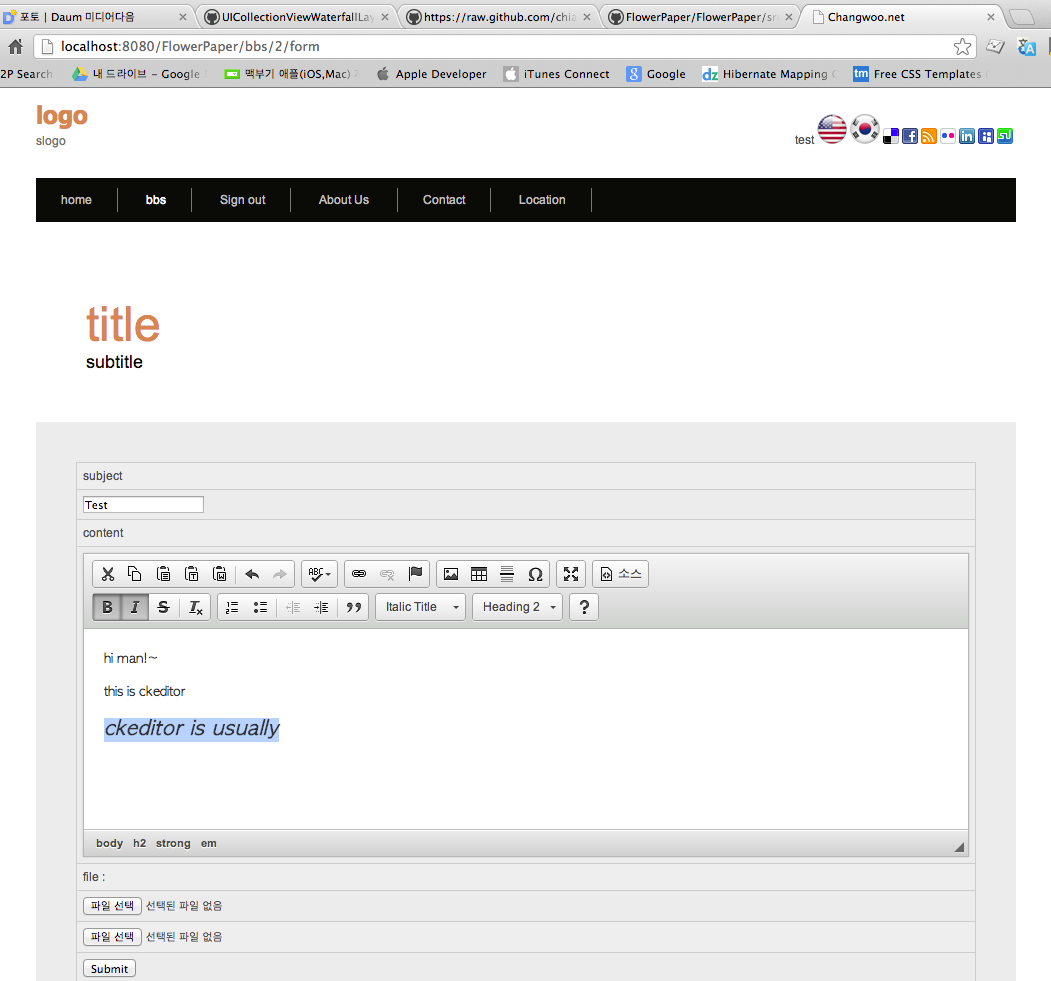 포토 | Daum 미디어다음 UICollectionViewWaterfallLay https://raw.github.com/chia FlowerPaper/FlowerPaper/sr Changwoo.net
localhost:8080/FlowerPaper/bbs/2/form
2P Search 내 드라이브 - Google 맥부기 애플(iOS,Mac) Apple Developer iTunes Connect Google Hibernate Mapping Free CSS Templates
logo
slogo
test
home bbs Sign out About Us Contact Location
title
subtitle
subject
Test
content
ABC 소스
B I S Tx Italic Title Heading 2 ?
hi man!~
this is ckeditor
ckeditor is usually
body h2 strong em
file :
파일 선택 선택된 파일 없음
파일 선택 선택된 파일 없음
Submit